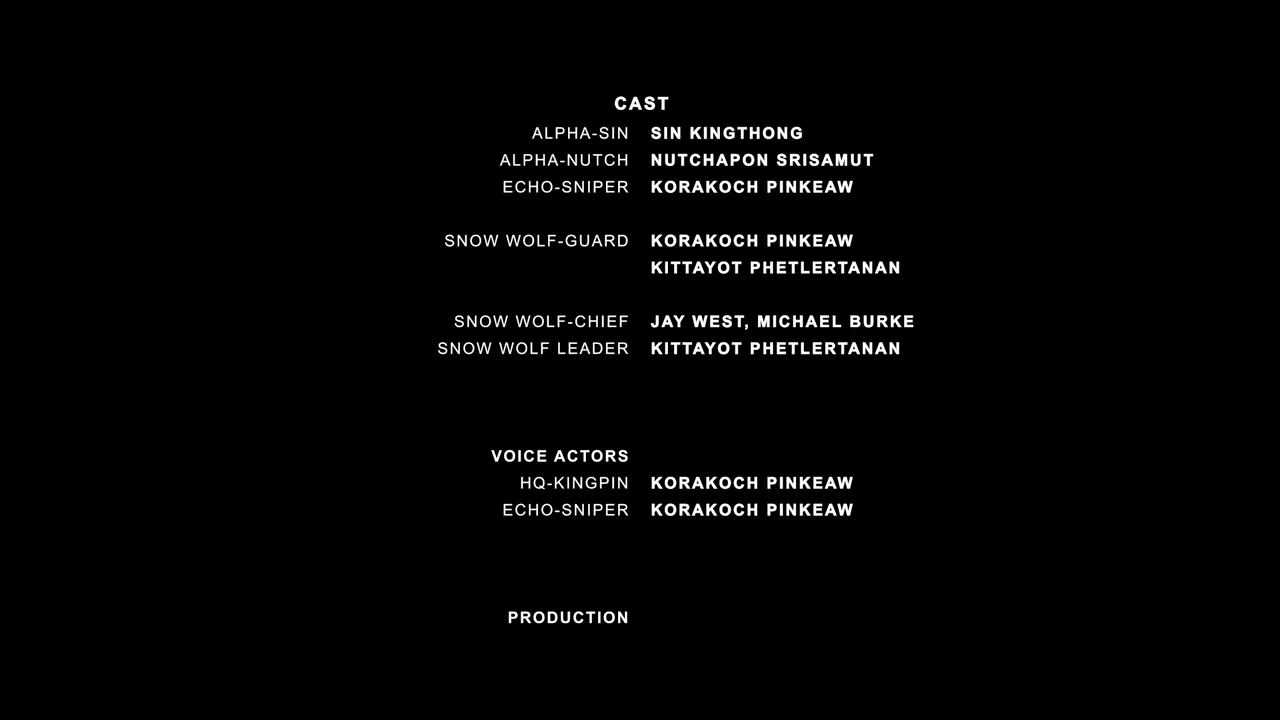 CAST
ALPHA-SIN SIN KINGTHONG
ALPHA-NUTCH NUTCHAPON SRISAMUT
ECHO-SNIPER KORAKOCH PINKEAW
SNOW WOLF-GUARD KORAKOCH PINKEAW
KITTAYOT PHETLERTANAN
SNOW WOLF-CHIEF JAY WEST, MICHAEL BURKE
SNOW WOLF LEADER KITTAYOT PHETLERTANAN
VOICE ACTORS
HQ-KINGPIN KORAKOCH PINKEAW
ECHO-SNIPER KORAKOCH PINKEAW
PRODUCTION